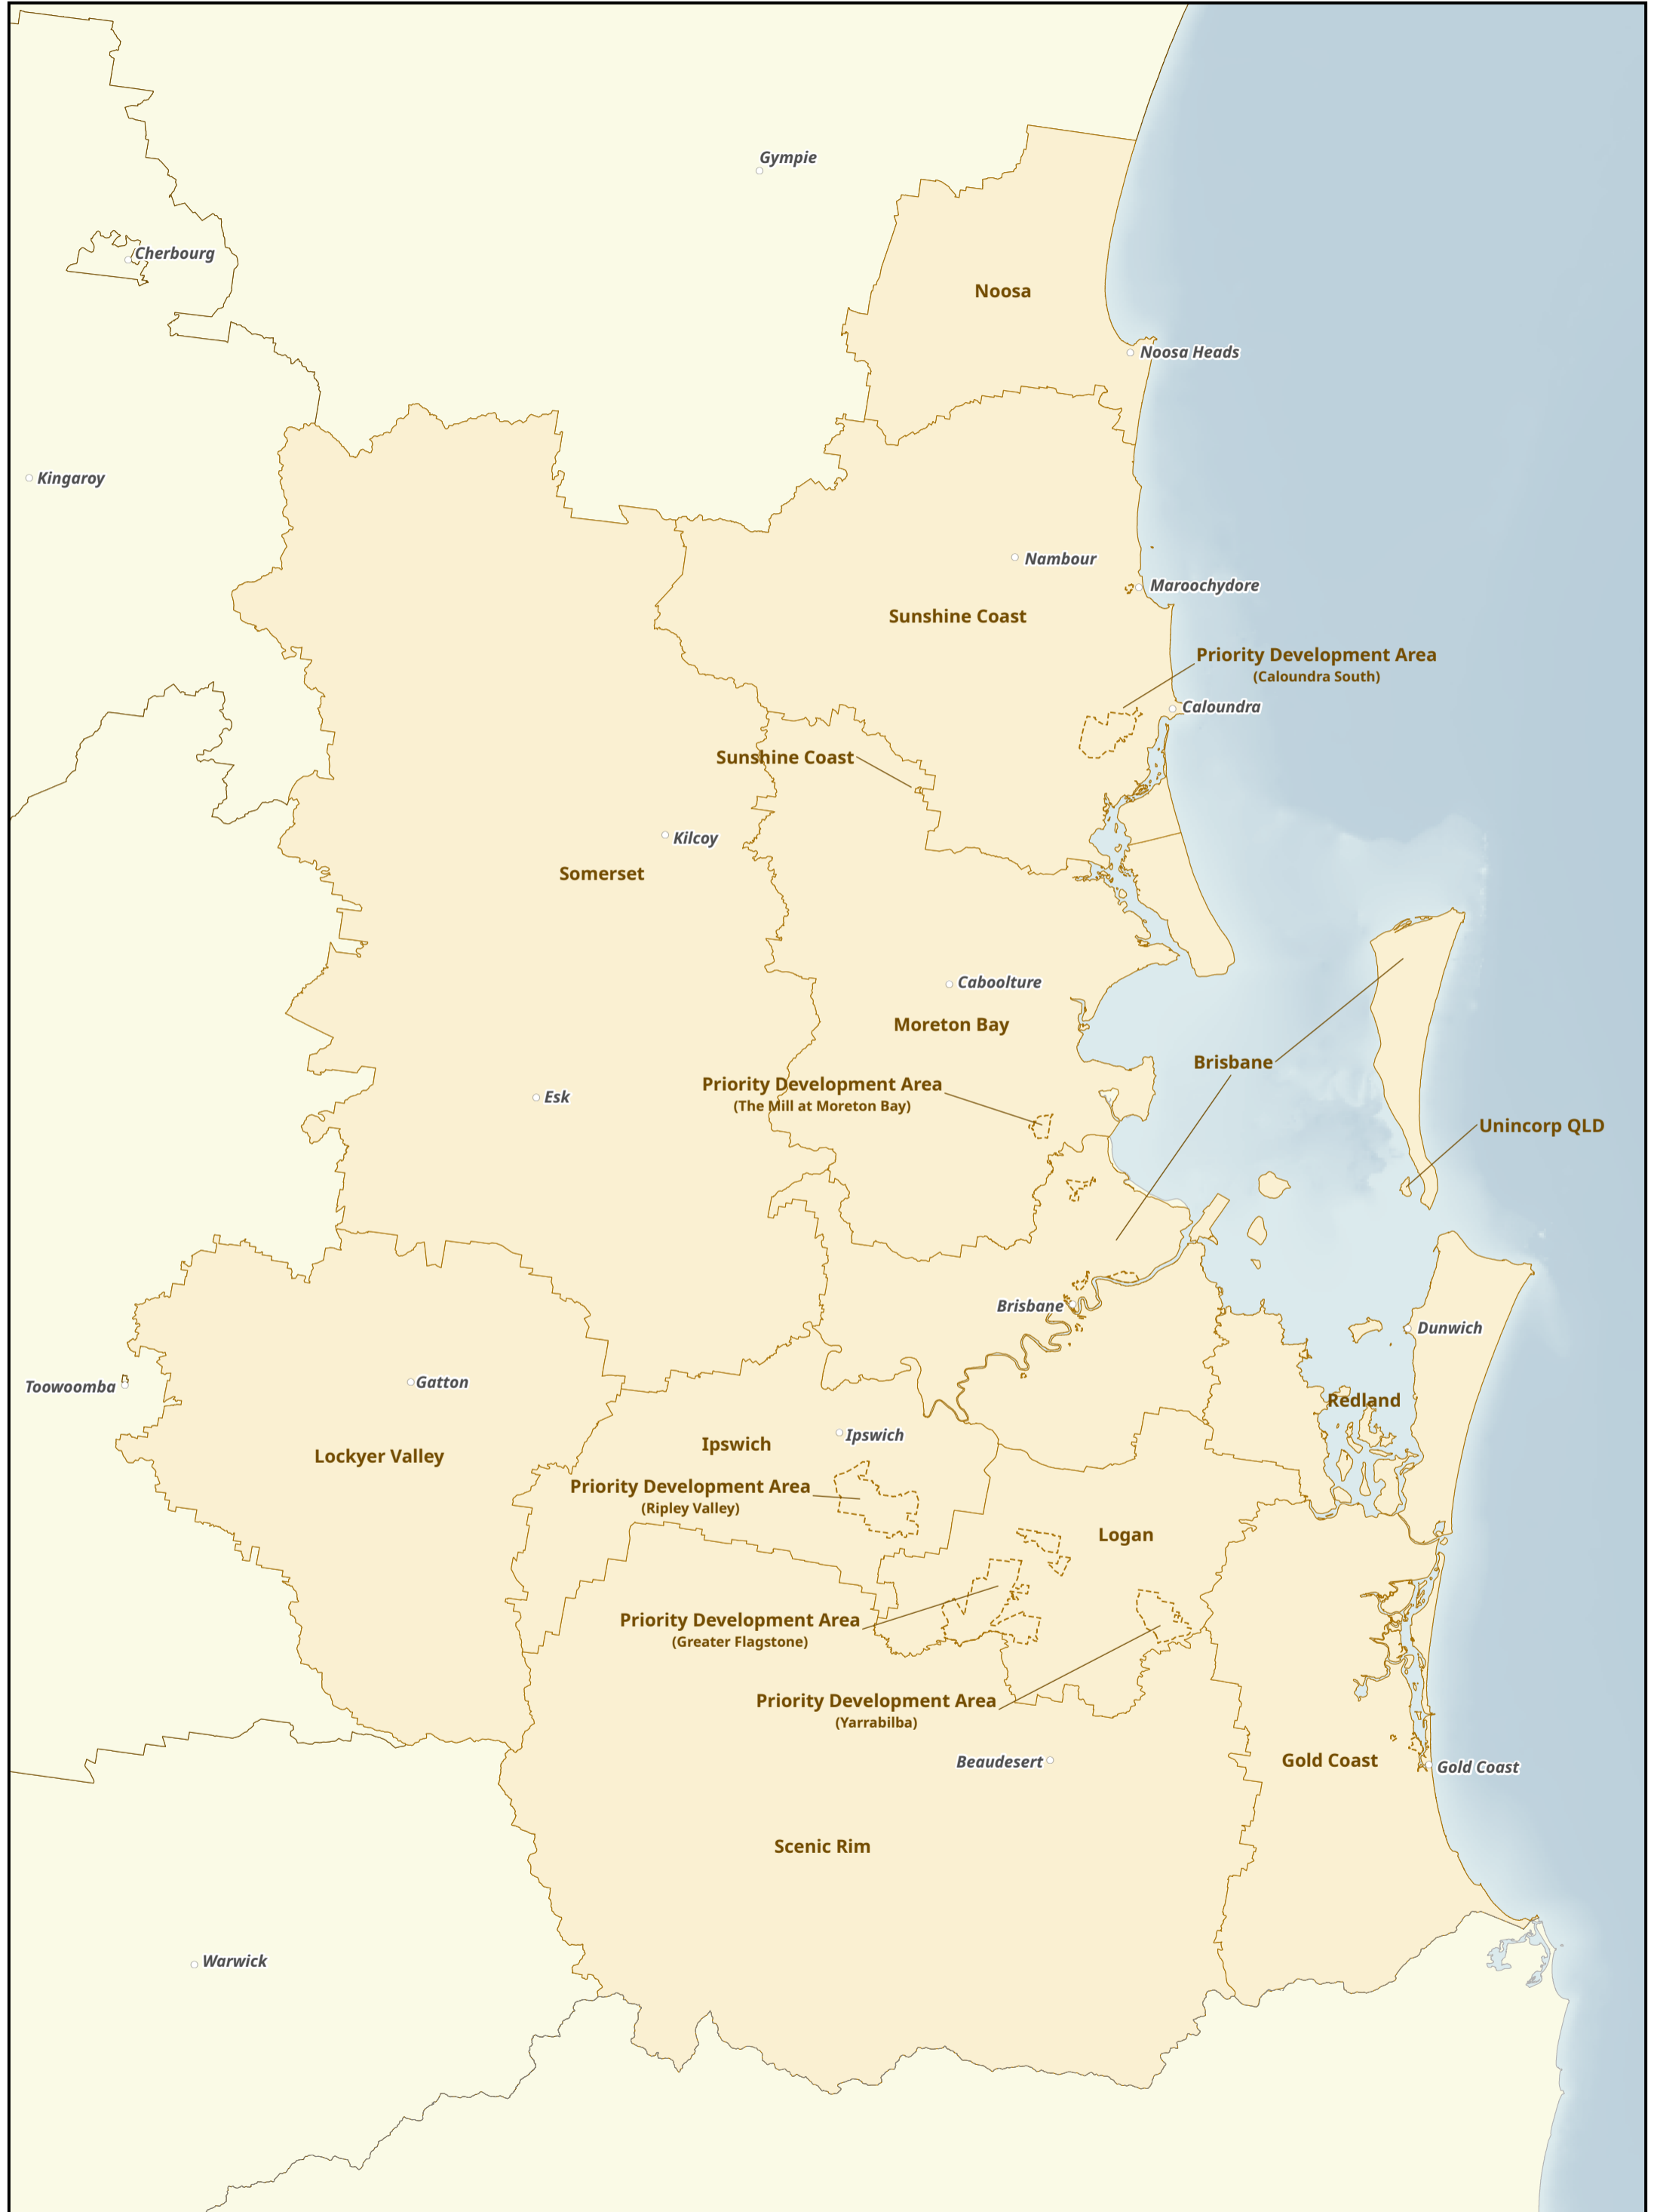 Gympie
Cherbourg
Noosa
Noosa Heads
Kingaroy
Nambour
Maroochydore
Sunshine Coast
Priority Development Area
(Caloundra South)
Caloundra
Sunshine Coast
Kilcoy
Somerset
Caboolture
Moreton Bay
Brisbane
Priority Development Area
(The Mill at Moreton Bay)
Esk
Unincorp QLD
Brisbane
Dunwich
Toowoomba
Gatton
Redland
Ipswich
Ipswich
Lockyer Valley
Priority Development Area
(Ripley Valley)
Logan
Priority Development Area
(Greater Flagstone)
Priority Development Area
(Yarrabilba)
Beaudesert
Gold Coast
Gold Coast
Scenic Rim
Warwick